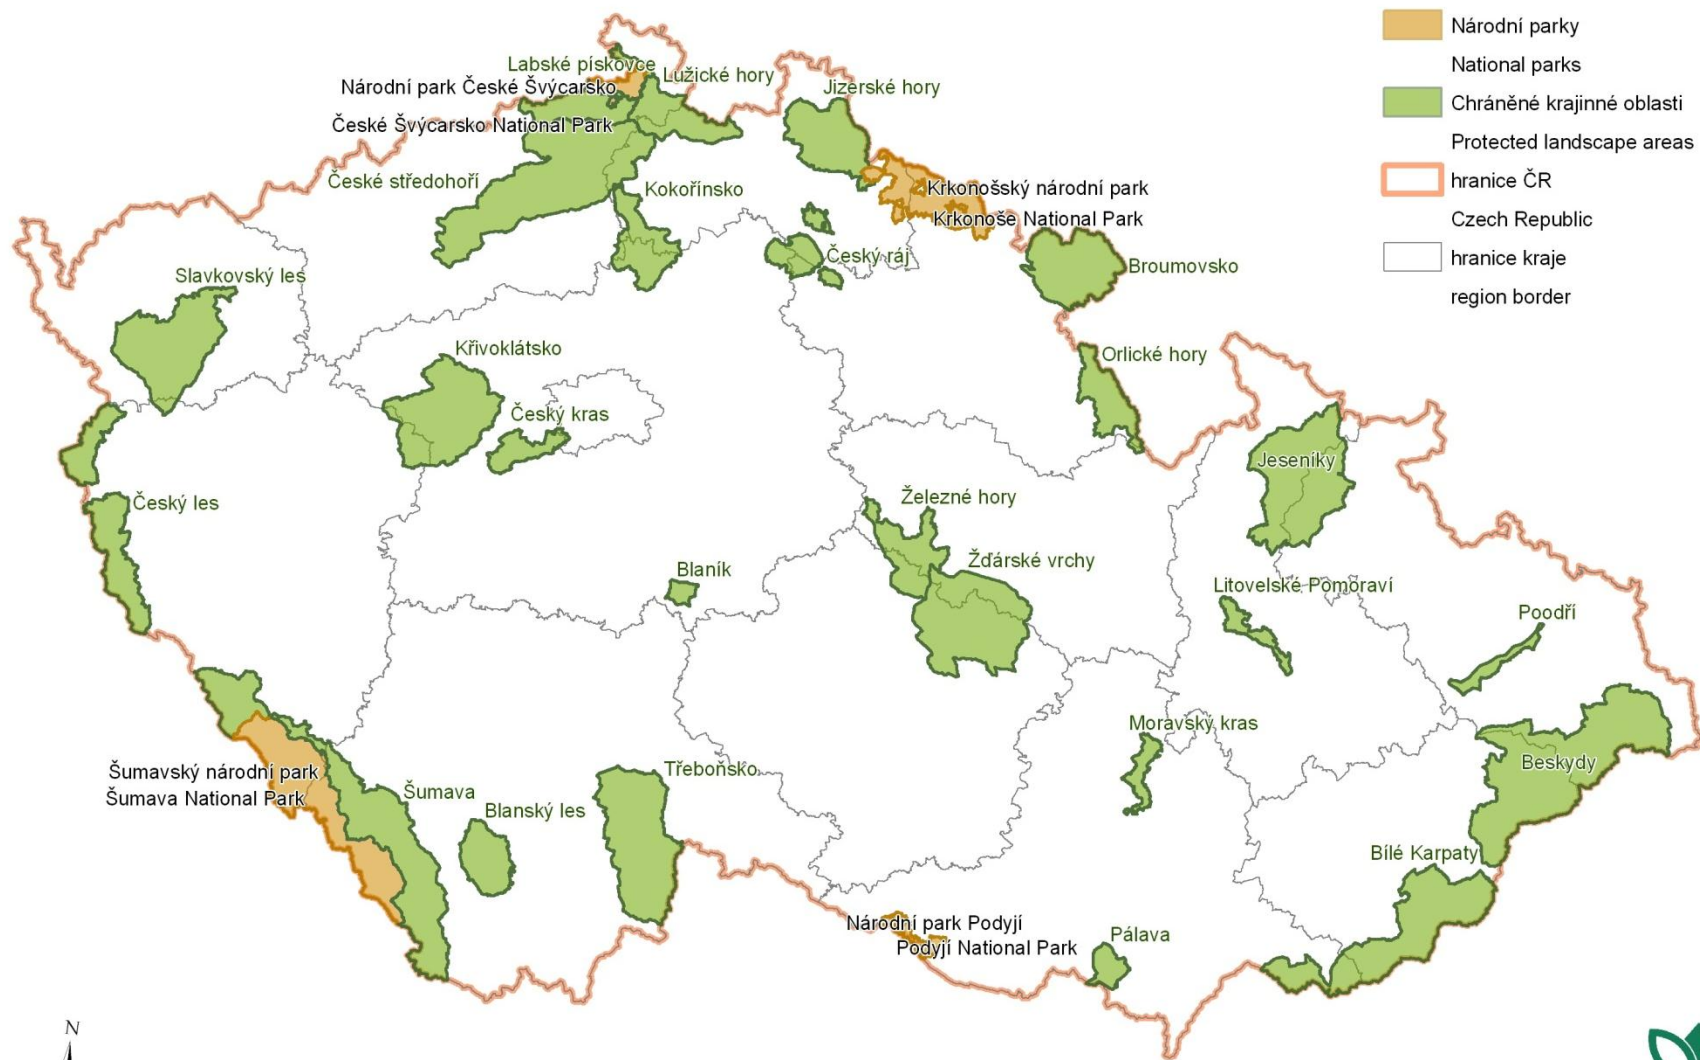 Národní parky
National parks
Chráněné krajinné oblasti
Protected landscape areas
hranice ČR
Czech Republic
hranice kraje
region border
Labské pískovce
Lužické hory
Národní park České Švýcarsko
České Švýcarsko National Park
Jizerské hory
České středohoří
Kokořínsko
Krkonošský národní park
Krkonoše National Park
Český ráj
Broumovsko
Slavkovský les
Křivoklátsko
Orlické hory
Český kras
Jeseníky
Český les
Železné hory
Žďárské vrchy
Blaník
Litovelské Pomoraví
Poodří
Moravský kras
Šumavský národní park
Šumava National Park
Šumava
Blanský les
Třeboňsko
Beskydy
Bílé Karpaty
Národní park Podyjí
Podyjí National Park
Pálava
N